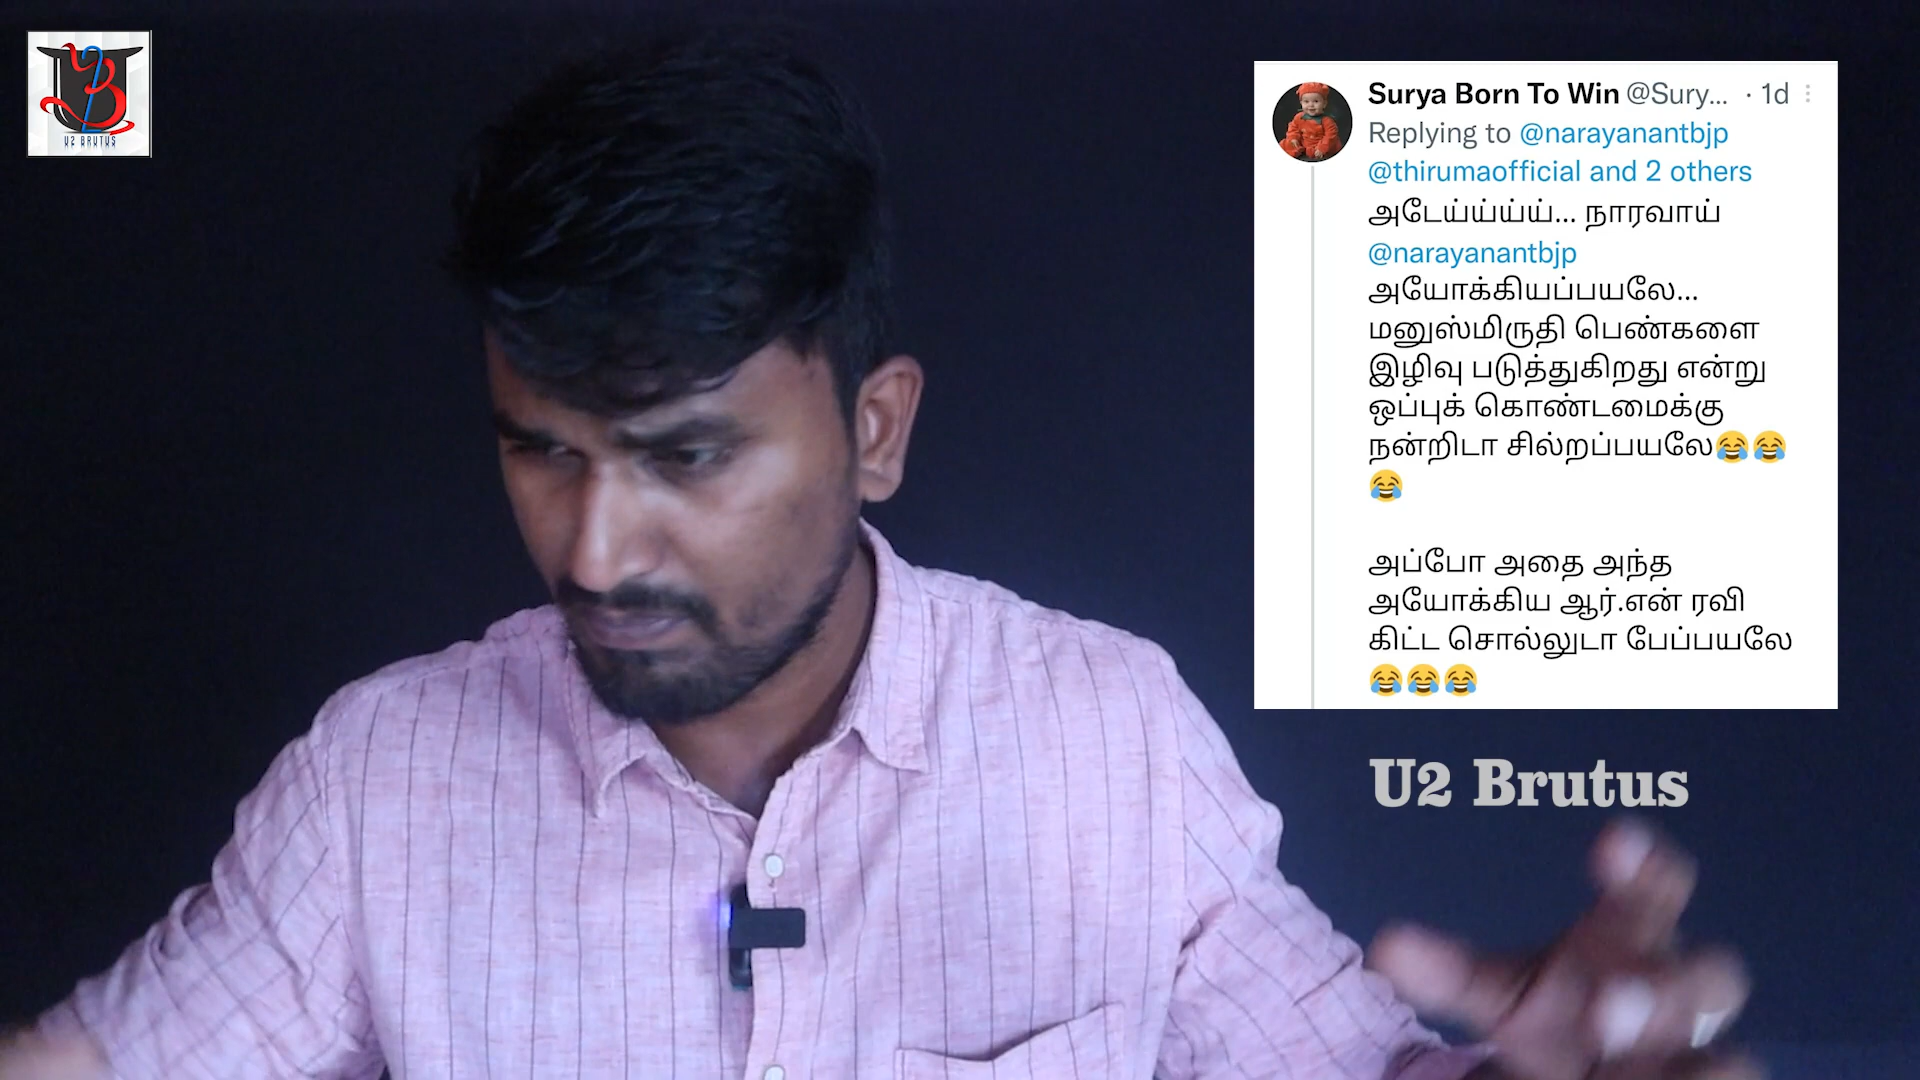 U2 BRUTUS
Surya Born To Win @Sury... · 1d
Replying to @narayanantbjp
@thirumaofficial and 2 others
அடேய்ய்ய்ய்... நாரவாய்
@narayanantbjp
அயோக்கியப்பயலே...
மனுஸ்மிருதி பெண்களை
இழிவு படுத்துகிறது என்று
ஒப்புக் கொண்டமைக்கு
நன்றிடா சில்றப்பயலே😂😂
😂
அப்போ அதை அந்த
அயோக்கிய ஆர்.என் ரவி
கிட்ட சொல்லுடா பேப்பயலே
😂😂😂
U2 Brutus